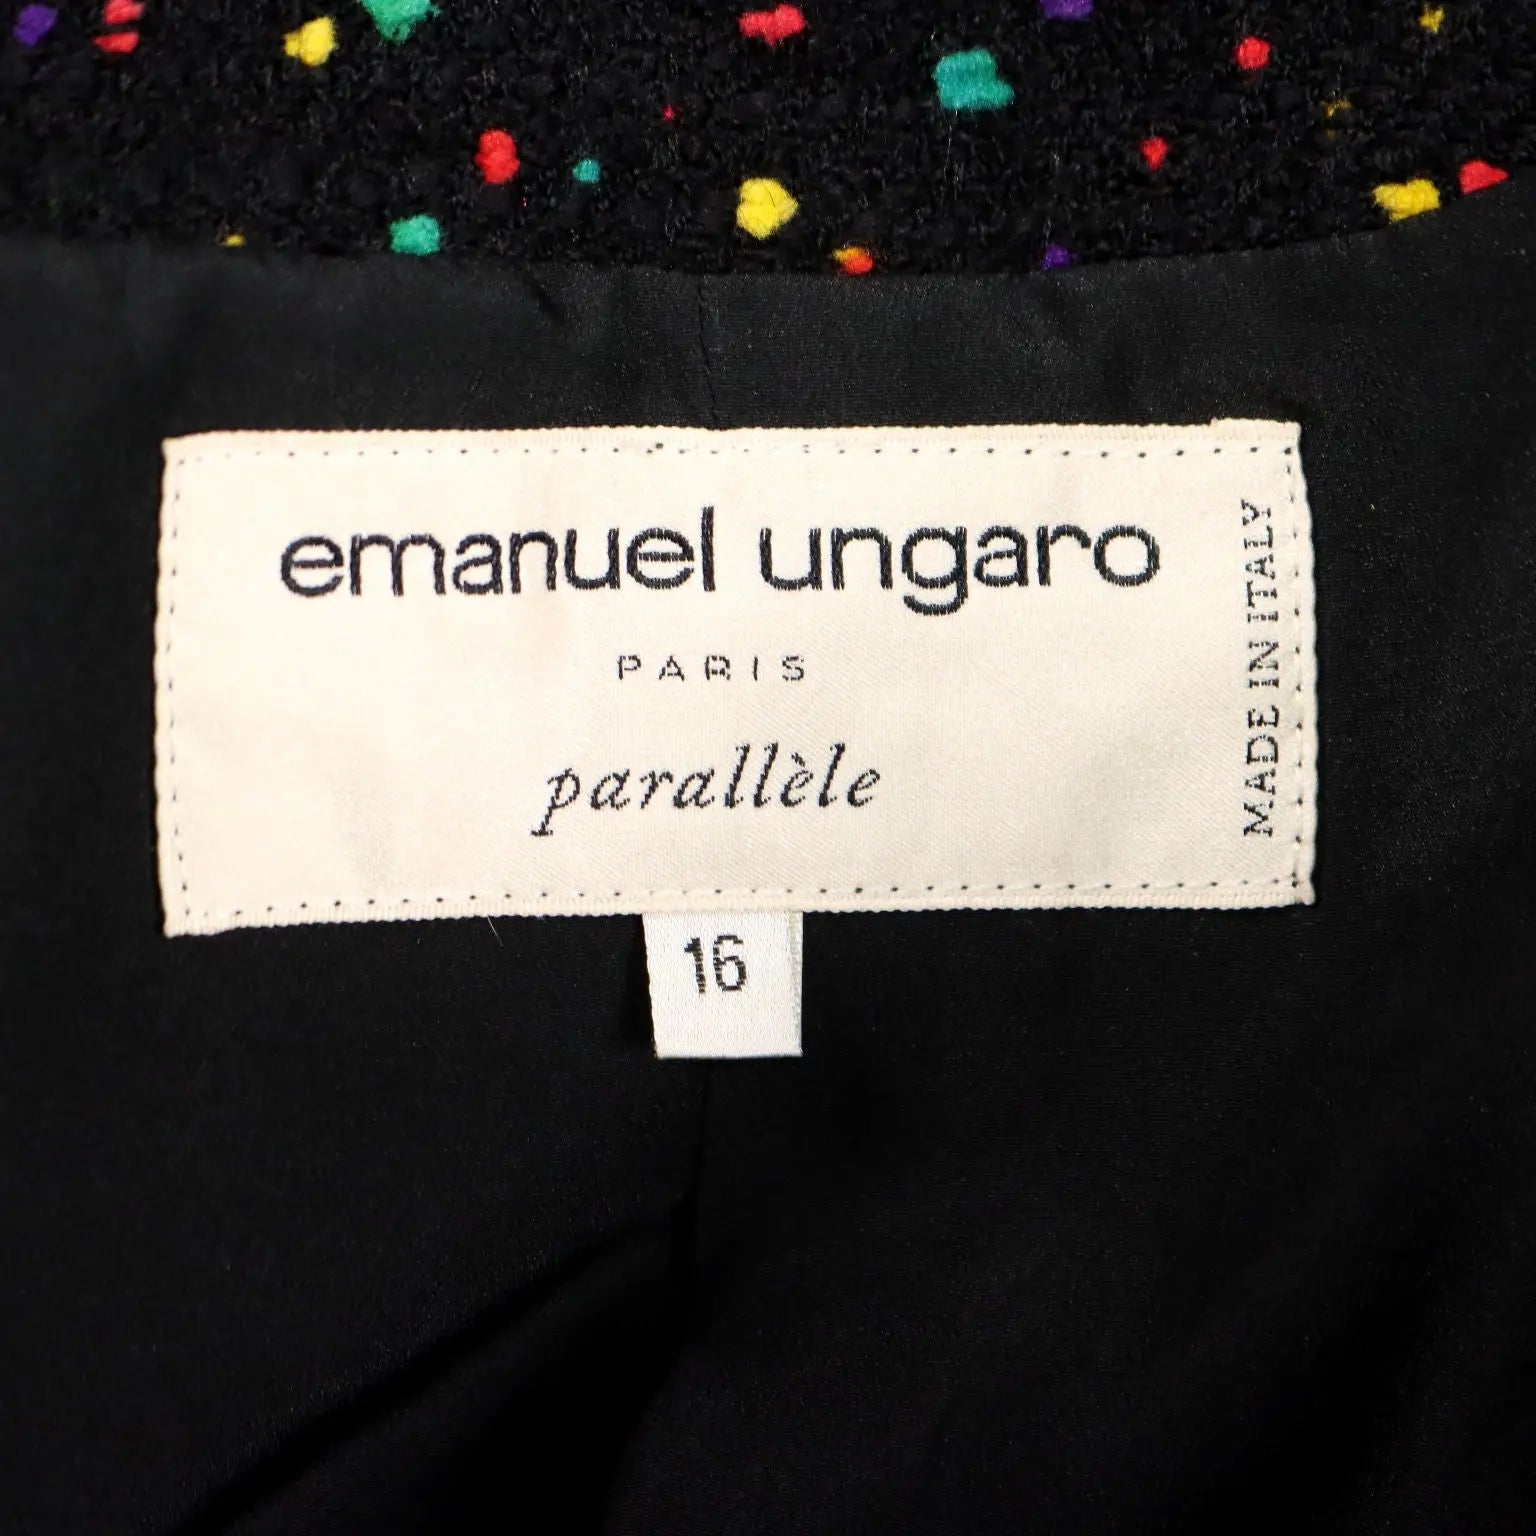 emanuel ungaro
PARIS
parallèle
MADE IN ITALY
16